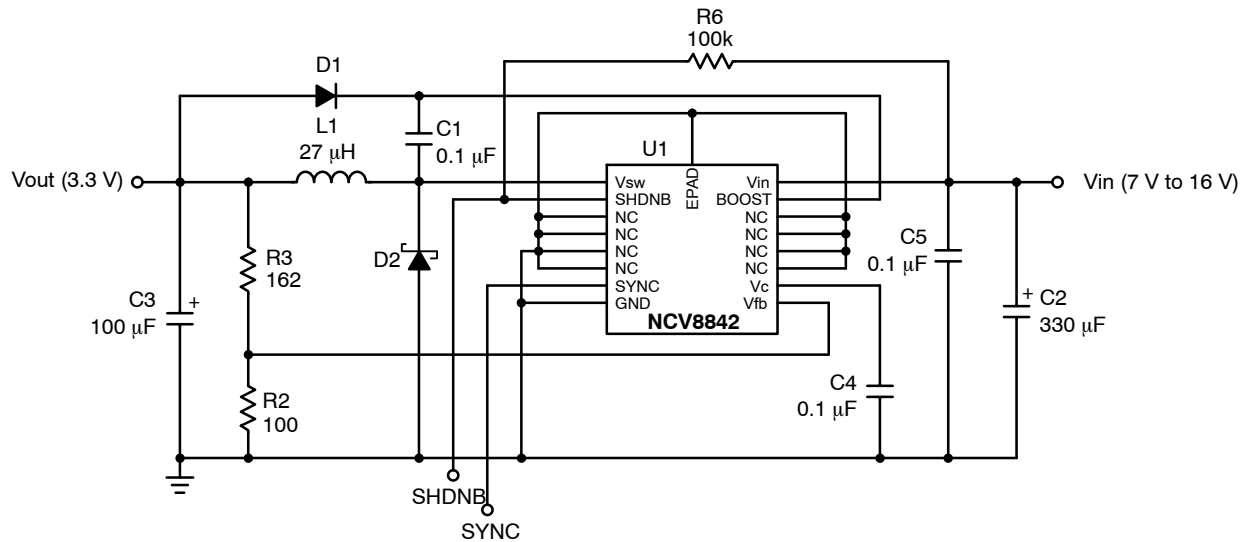 R6
100k
D1
L1
27 μH
C1
0.1 μF
U1
Vout (3.3 V)
Vin (7 V to 16 V)
EPAD
Vsw
SHDNB
NC
NC
NC
NC
SYNC
GND
Vin
BOOST
NC
NC
NC
NC
Vc
Vfb
NCV8842
R3
162
D2
C5
0.1 μF
C3
+
100 μF
+
C2
330 μF
R2
100
C4
0.1 μF
SHDNB
SYNC